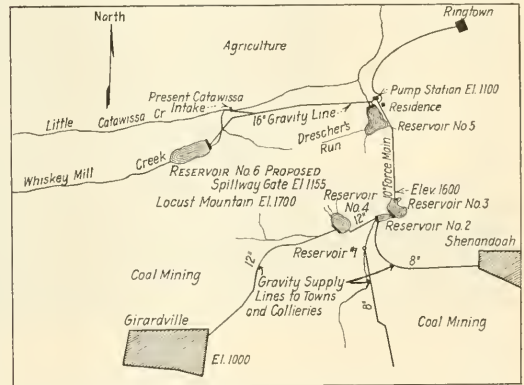 North
Agriculture
Ringtown
Present Catawissa
Intake
Pump Station El. 1100
Residence
Little Catawissa Cr
16" Gravity Line
Drescher's
Run
Reservoir No. 5
Whiskey Mill Creek
RESERVOIR NO. 6 PROPOSED
Spillway Gate El 1155
LOCUST MOUNTAIN EL. 1700
10" Force Main
Elev. 1600
Reservoir
No. 4
Reservoir
No. 3
12"
Reservoir No. 2
Shenandoah
Reservoir #1
12"
8"
Gravity Supply
Lines to Towns
and Collieries
8"
Coal Mining
Coal Mining
Girardville
El. 1000